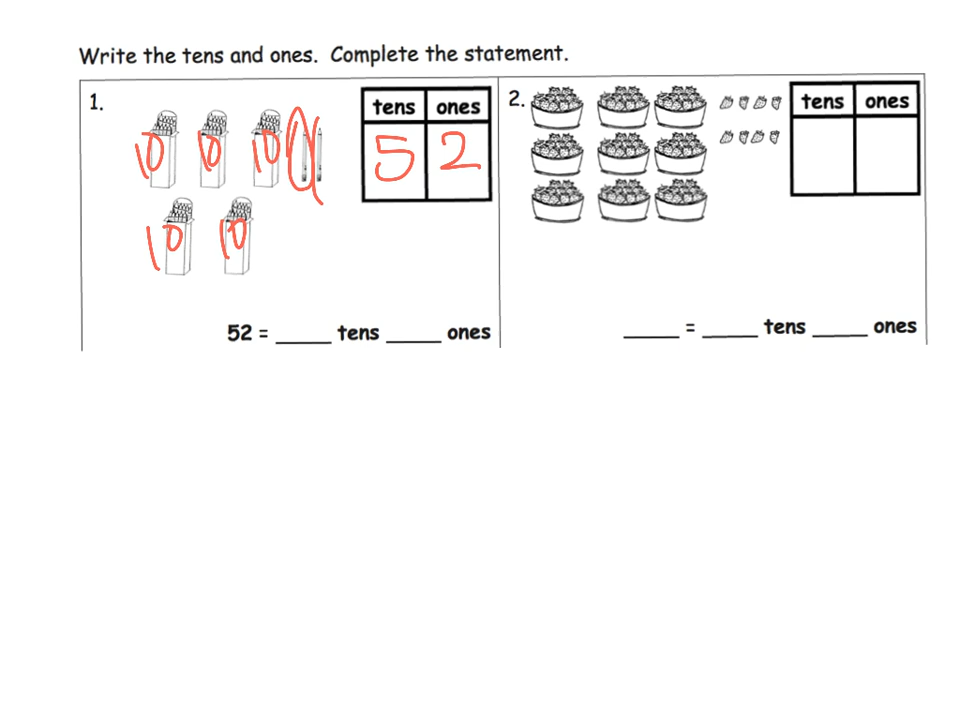 Write the tens and ones. Complete the statement.
1.
10 10 10
10 10
tens ones
5 2
52 = _____ tens _____ ones
2.
tens ones
_____ = _____ tens _____ ones